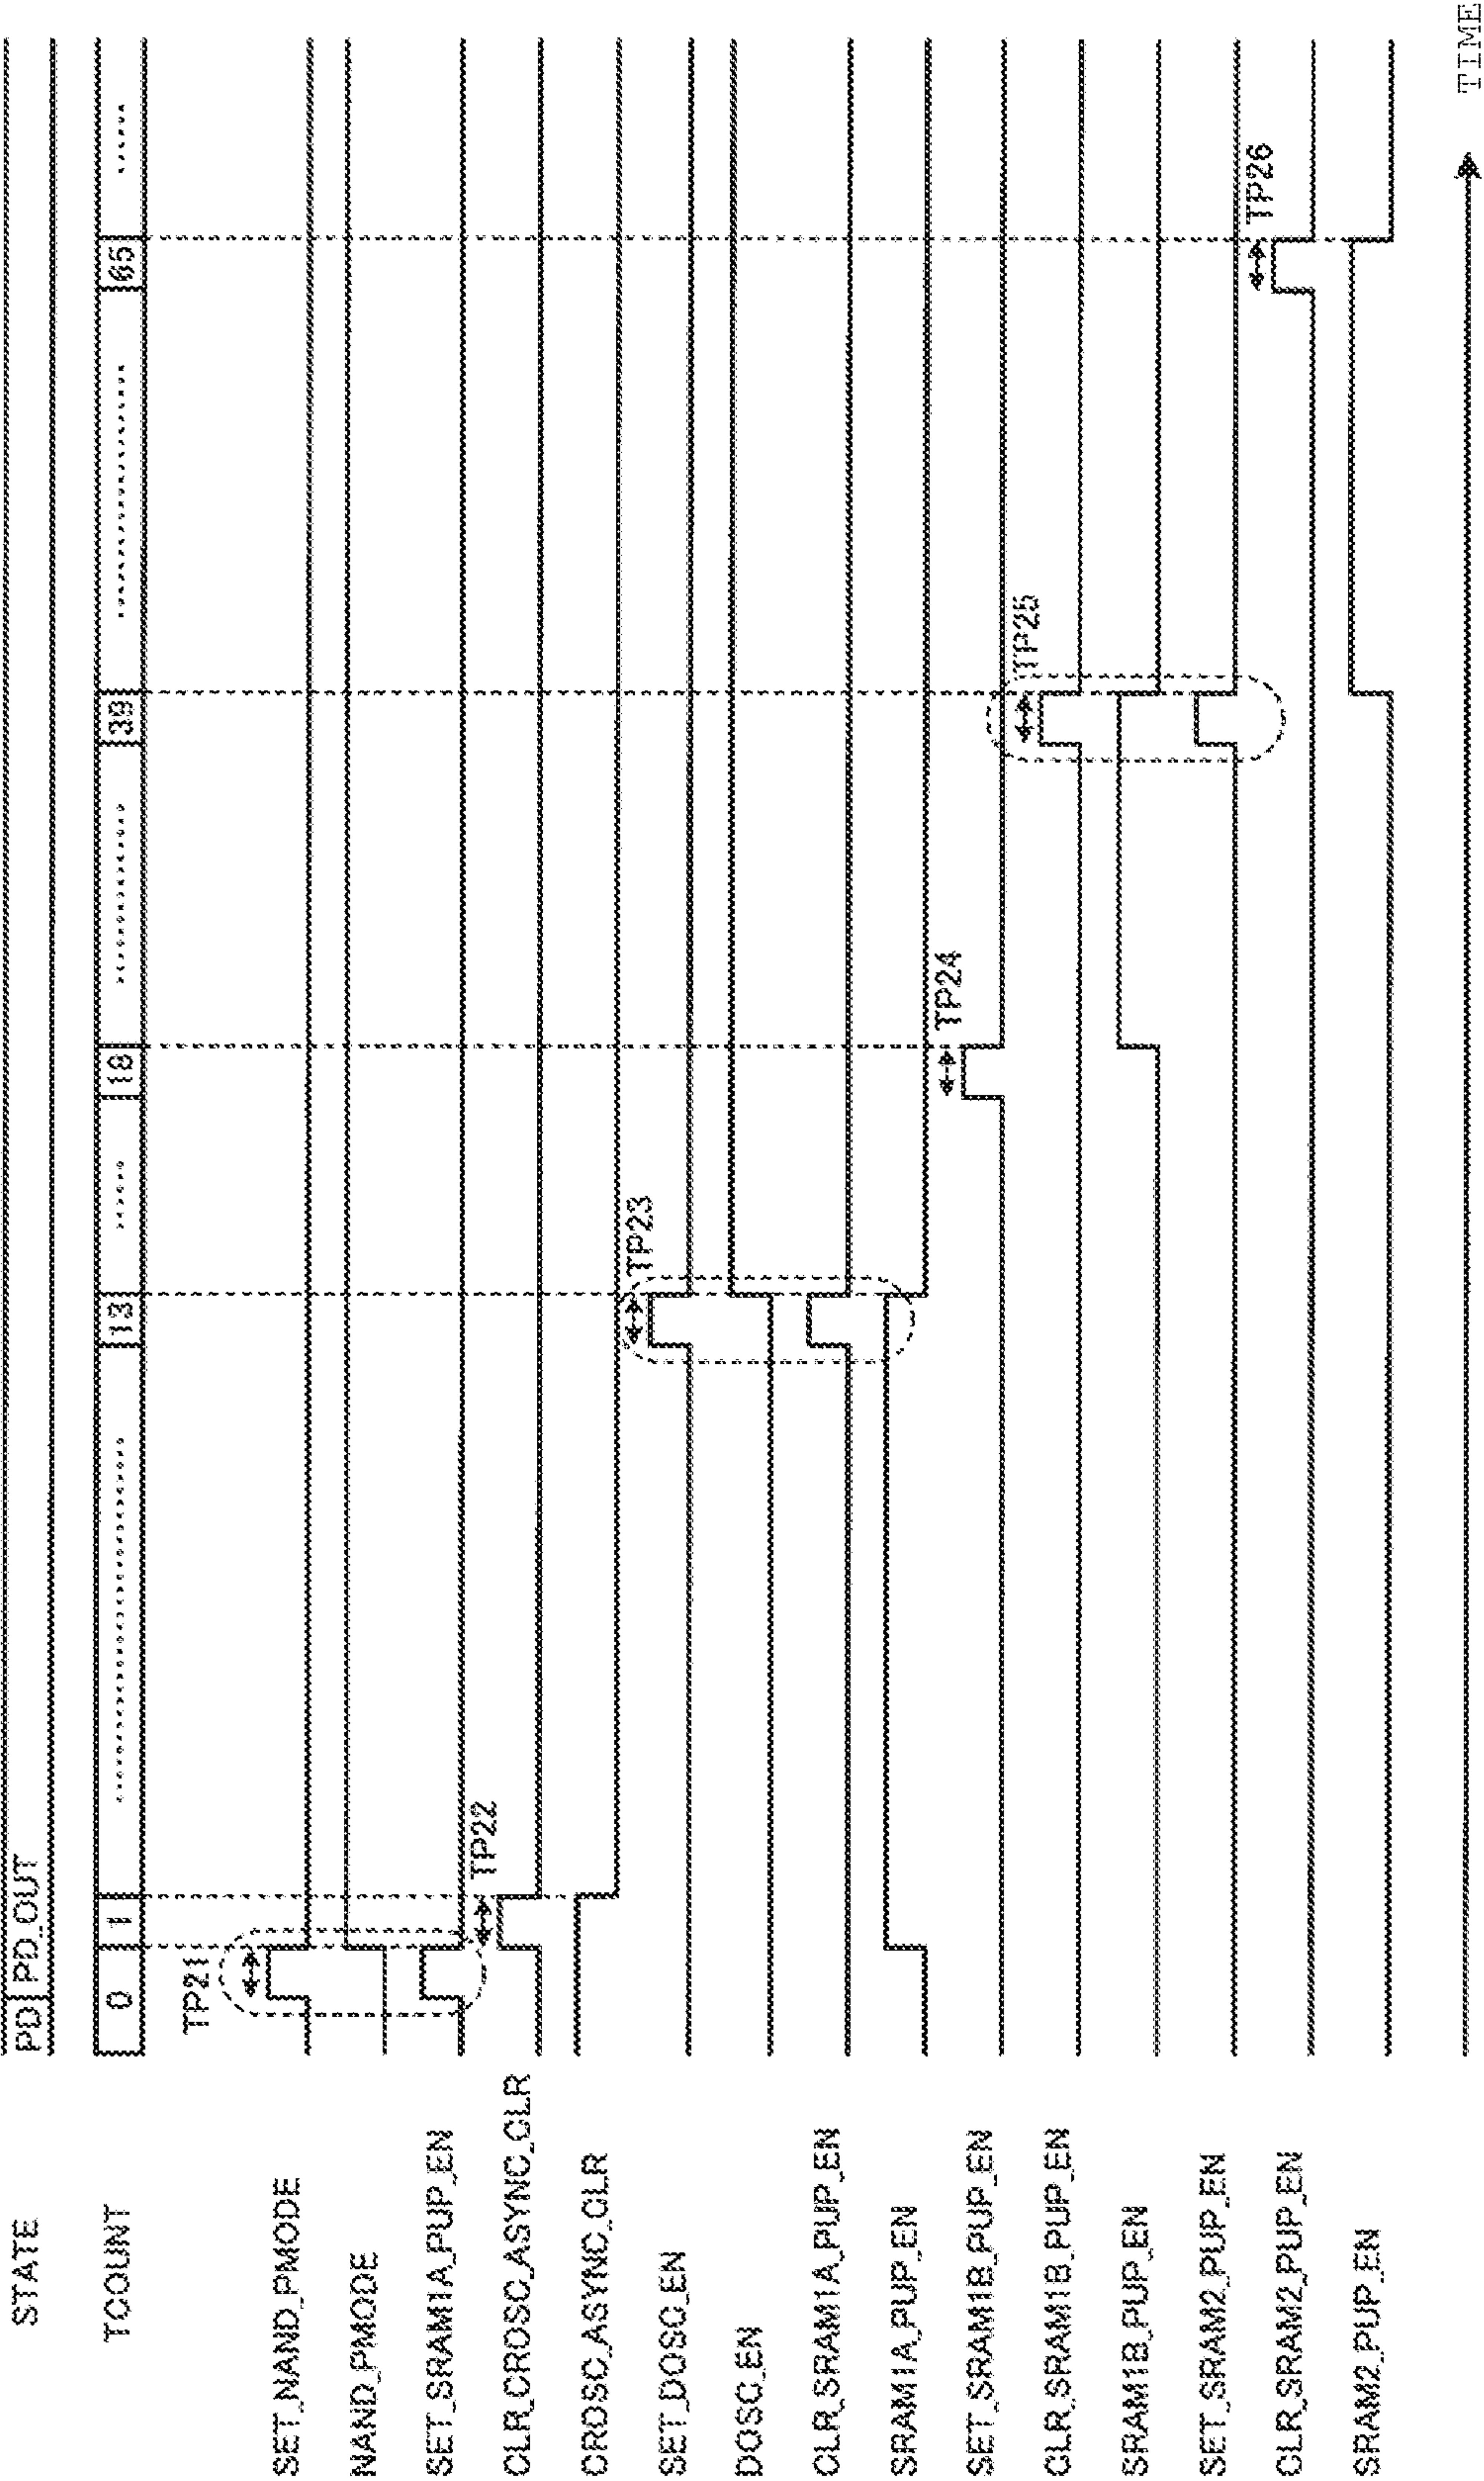 STATE
PD PD_OUT
TCOUNT
0 1 ................ 13 ...... 18 ............ 39 ................ 65 ......
SET_NAND_PMODE
TP21
NAND_PMODE
SET_SRAM1A_PUP_EN
CLR_CROSC_ASYNC_CLR
TP22
CROSC_ASYNC_CLR
SET_DOSC_EN
TP23
DOSC_EN
CLR_SRAM1A_PUP_EN
SRAM1A_PUP_EN
SET_SRAM1B_PUP_EN
TP24
CLR_SRAM1B_PUP_EN
TP25
SRAM1B_PUP_EN
SET_SRAM2_PUP_EN
CLR_SRAM2_PUP_EN
TP26
SRAM2_PUP_EN
TIME